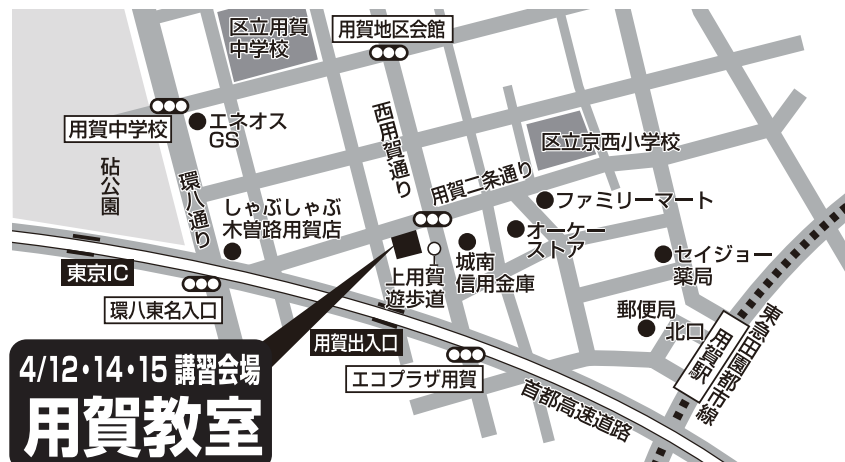 区立用賀
中学校
用賀地区会館
用賀中学校
エネオス
GS
西用賀通り
区立京西小学校
砧公園
環八通り
用賀二条通り
ファミリーマート
しゃぶしゃぶ
木曽路用賀店
オーケー
ストア
城南
信用金庫
セイジョー
薬局
上用賀
遊歩道
東京IC
環八東名入口
用賀出入口
郵便局
北口
用賀駅
東急田園都市線
エコプラザ用賀
首都高速道路
4/12・14・15 講習会場
用賀教室